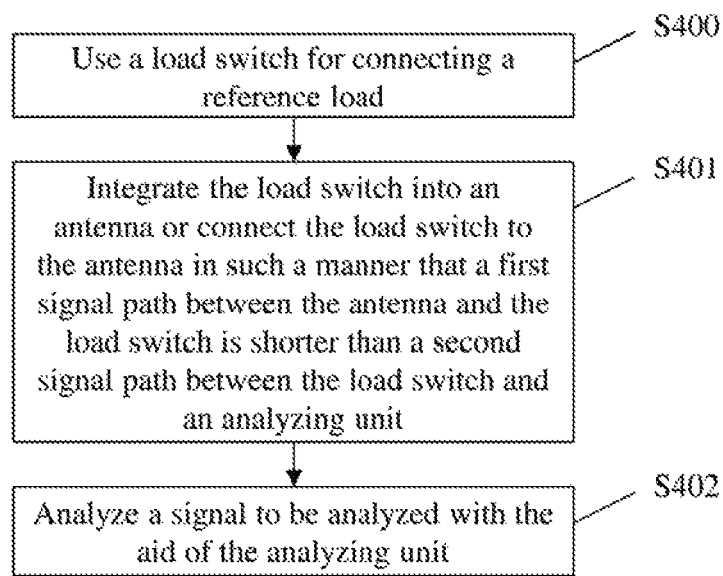 S400
Use a load switch for connecting a
reference load
S401
Integrate the load switch into an
antenna or connect the load switch to
the antenna in such a manner that a first
signal path between the antenna and the
load switch is shorter than a second
signal path between the load switch and
an analyzing unit
S402
Analyze a signal to be analyzed with the
aid of the analyzing unit